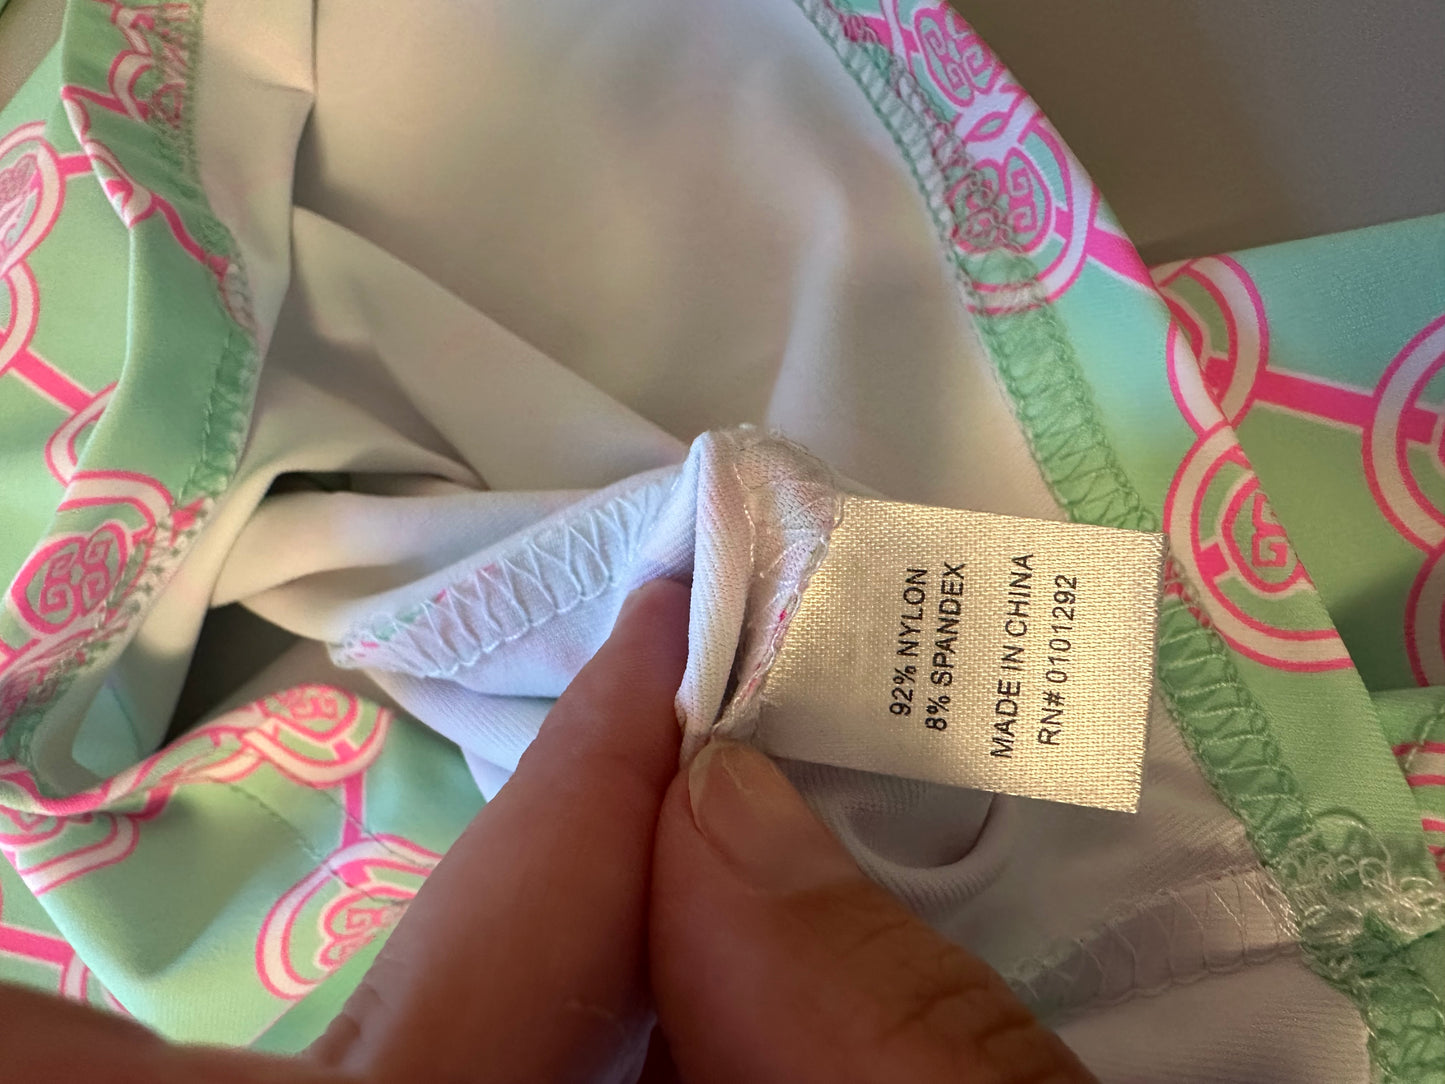 92% NYLON
8% SPANDEX
MADE IN CHINA
RN# 0101292